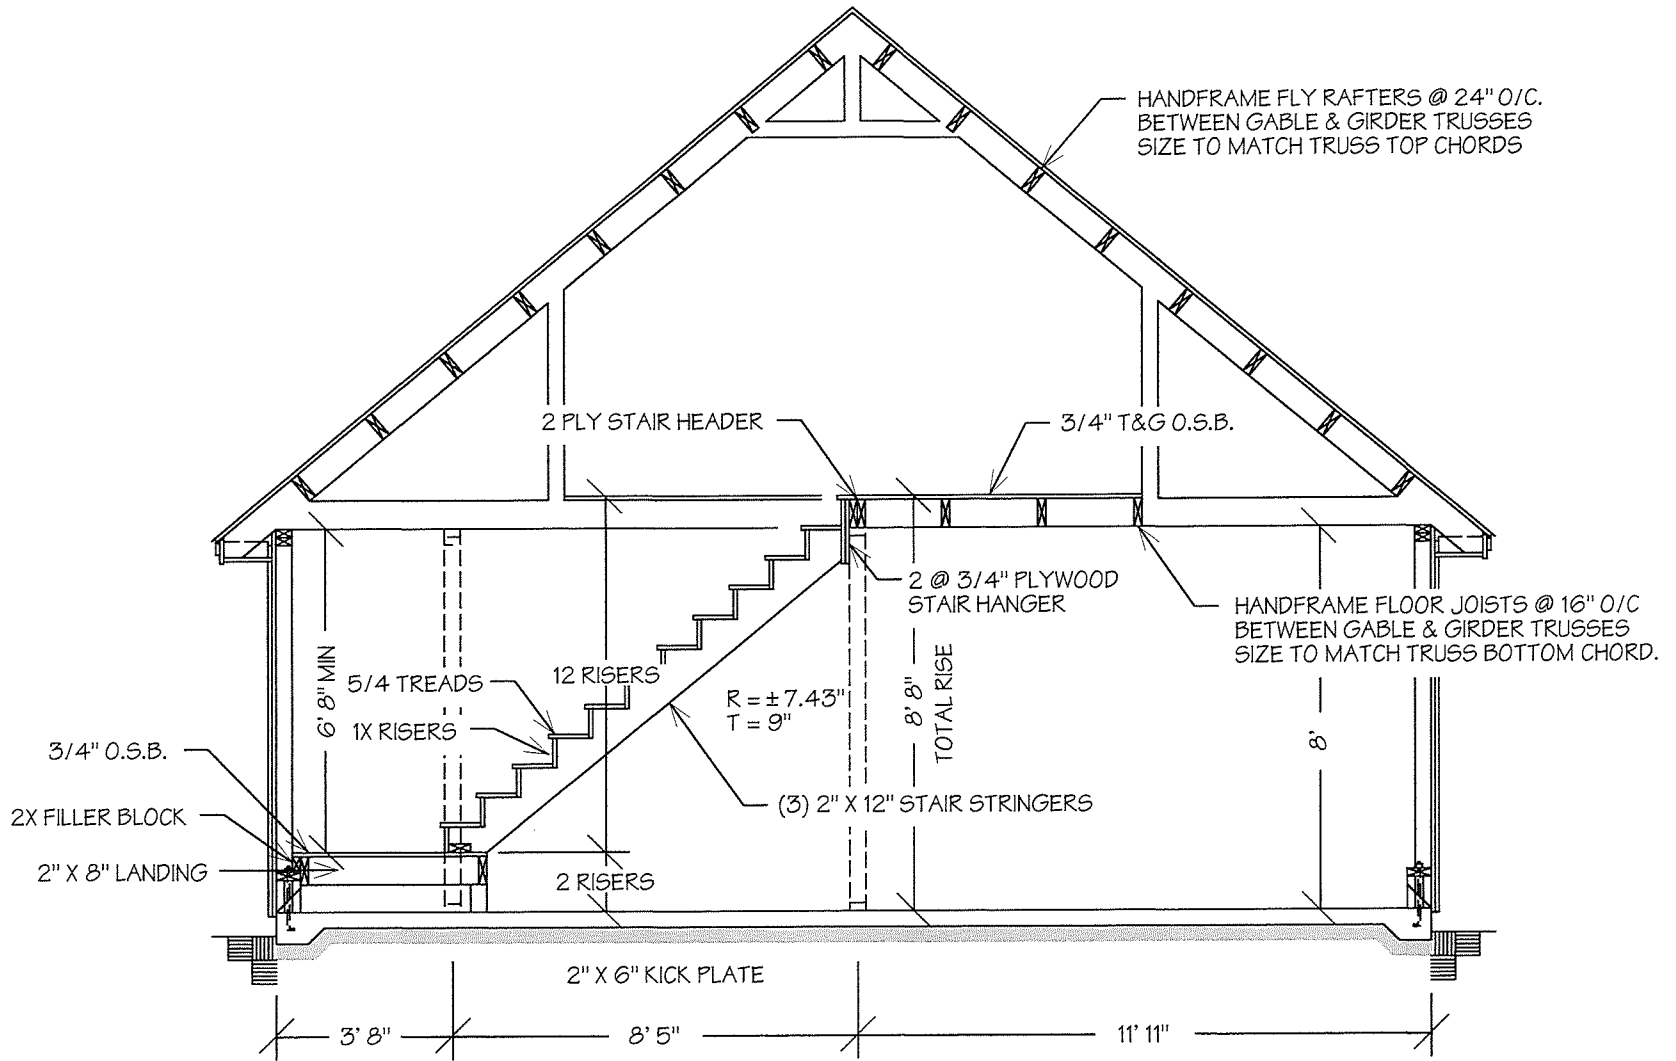 HANDFRAME FLY RAFTERS @ 24" O/C.
BETWEEN GABLE & GIRDER TRUSSES
SIZE TO MATCH TRUSS TOP CHORDS
2 PLY STAIR HEADER
3/4" T&G O.S.B.
2 @ 3/4" PLYWOOD
STAIR HANGER
HANDFRAME FLOOR JOISTS @ 16" O/C
BETWEEN GABLE & GIRDER TRUSSES
SIZE TO MATCH TRUSS BOTTOM CHORD.
6' 8" MIN
12 RISERS
5/4 TREADS
1X RISERS
R = ± 7.43"
T = 9"
8' 8"
TOTAL RISE
8'
3/4" O.S.B.
2X FILLER BLOCK
2" X 8" LANDING
(3) 2" X 12" STAIR STRINGERS
2 RISERS
2" X 6" KICK PLATE
3' 8"
8' 5"
11' 11"